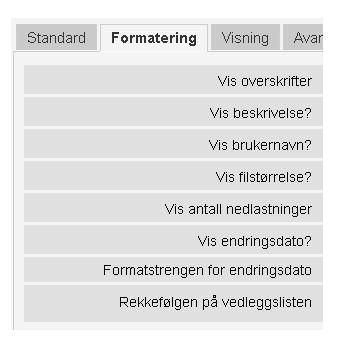 Standard Formatering Visning Avar
Vis overskrifter
Vis beskrivelse?
Vis brukernavn?
Vis filstørrelse?
Vis antall nedlastninger
Vis endringsdato?
Formatstrengen for endringsdato
Rekkefølgen på vedleggslisten